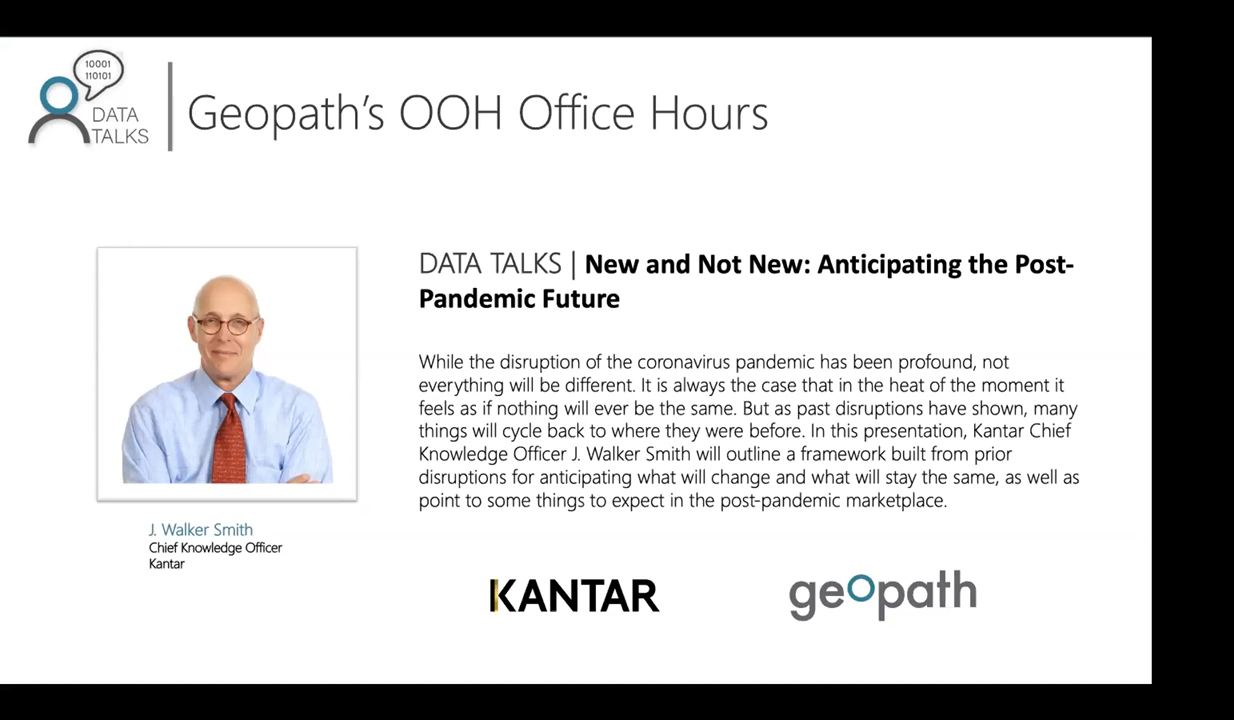 10001
110101
DATA
TALKS
Geopath's OOH Office Hours
DATA TALKS | New and Not New: Anticipating the Post-
Pandemic Future
While the disruption of the coronavirus pandemic has been profound, not
everything will be different. It is always the case that in the heat of the moment it
feels as if nothing will ever be the same. But as past disruptions have shown, many
things will cycle back to where they were before. In this presentation, Kantar Chief
Knowledge Officer J. Walker Smith will outline a framework built from prior
disruptions for anticipating what will change and what will stay the same, as well as
point to some things to expect in the post-pandemic marketplace.
J. Walker Smith
Chief Knowledge Officer
Kantar
KANTAR
geopath